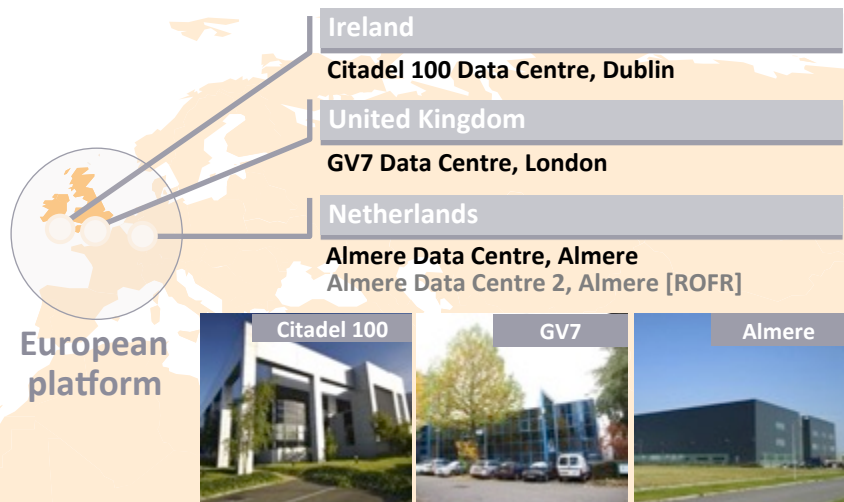 Ireland
Citadel 100 Data Centre, Dublin
United Kingdom
GV7 Data Centre, London
Netherlands
Almere Data Centre, Almere
Almere Data Centre 2, Almere [ROFR]
European
platform
Citadel 100
GV7
Almere